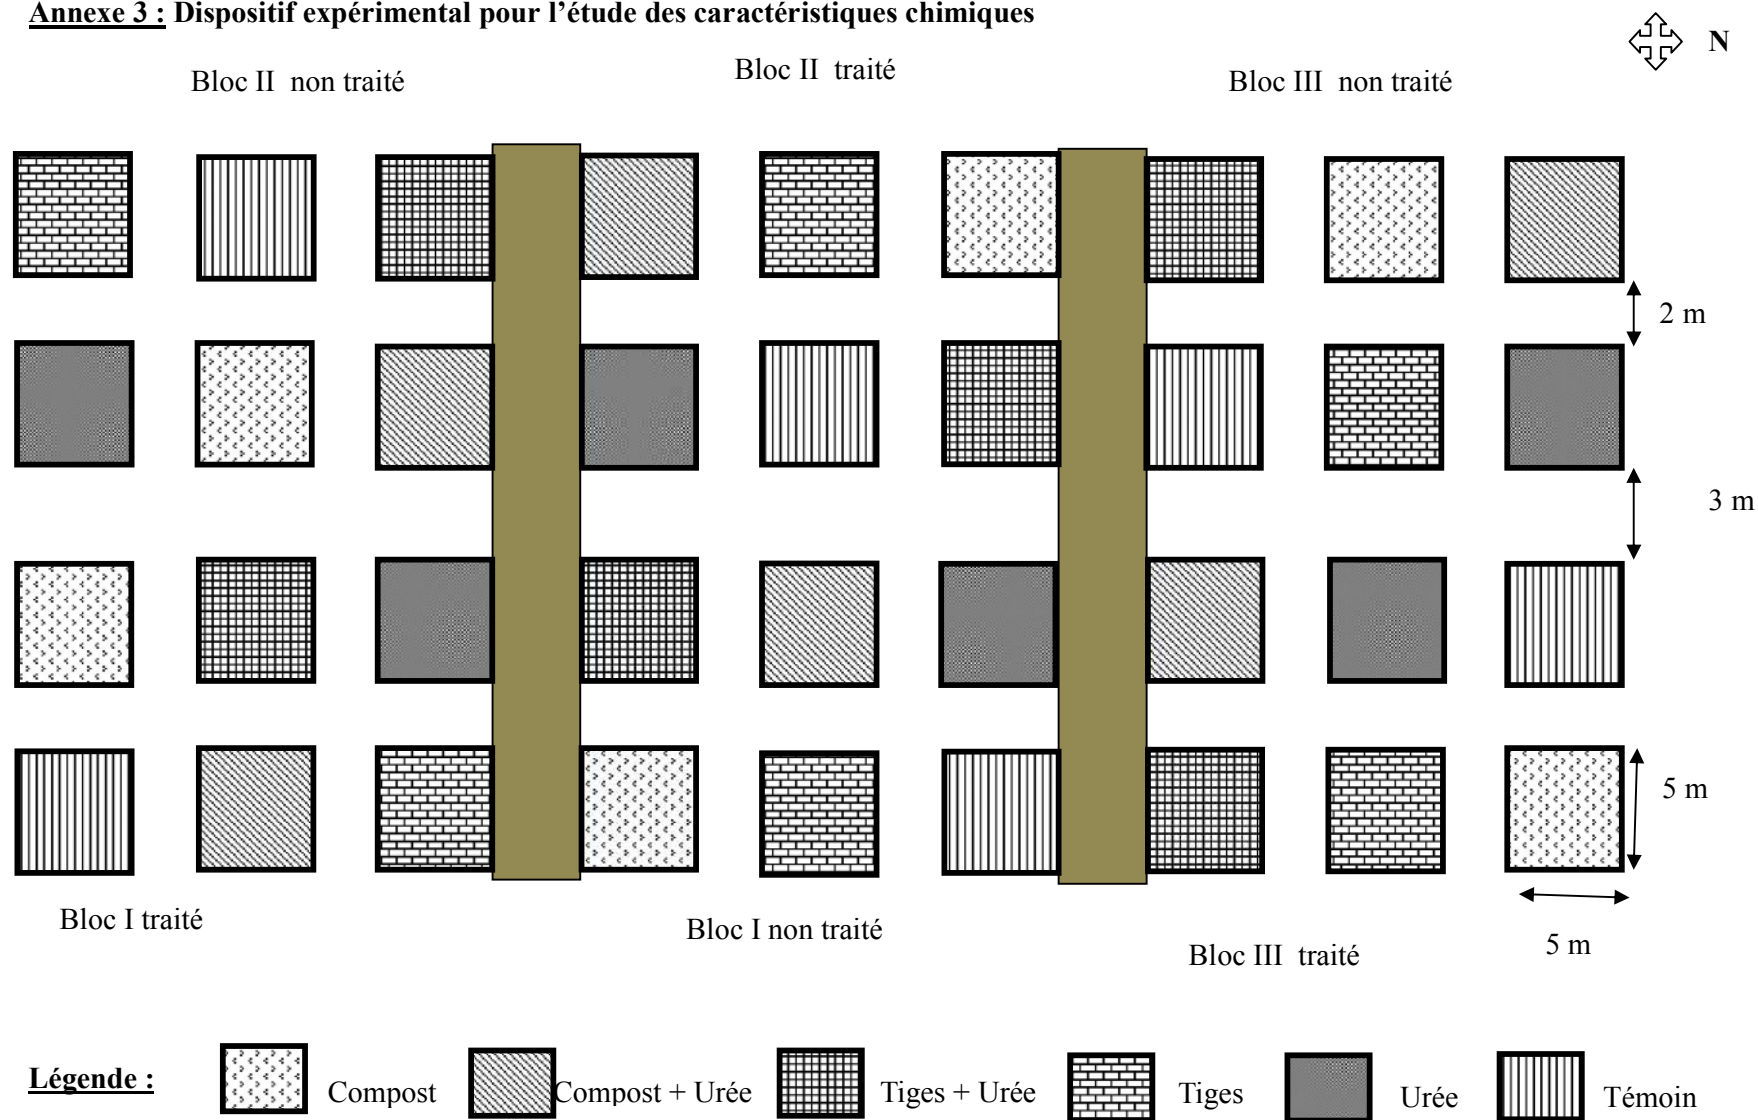 Annexe 3 : Dispositif expérimental pour l’étude des caractéristiques chimiques
N
Bloc II non traité
Bloc II traité
Bloc III non traité
2 m
3 m
5 m
5 m
Bloc I traité
Bloc I non traité
Bloc III traité
Légende :
Compost
Compost + Urée
Tiges + Urée
Tiges
Urée
Témoin